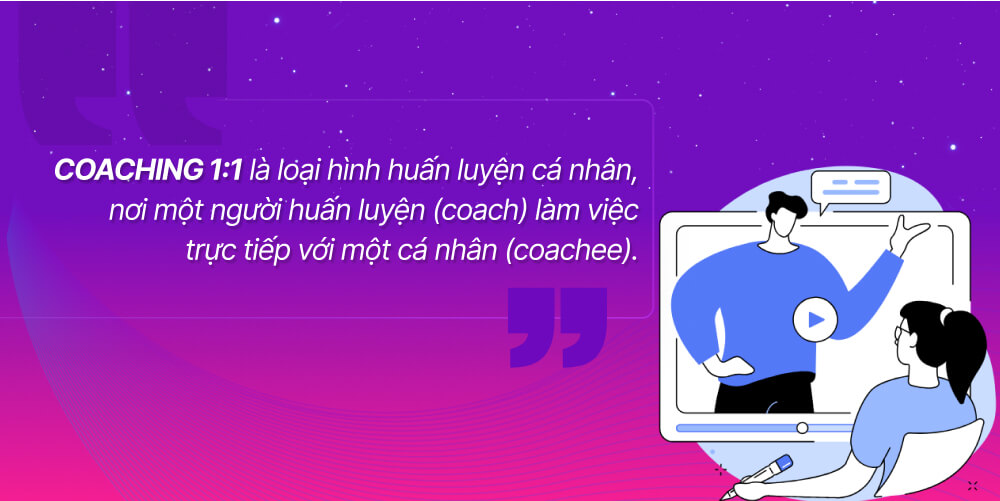 COACHING 1:1 là loại hình huấn luyện cá nhân,
nơi một người huấn luyện (coach) làm việc
trực tiếp với một cá nhân (coachee).